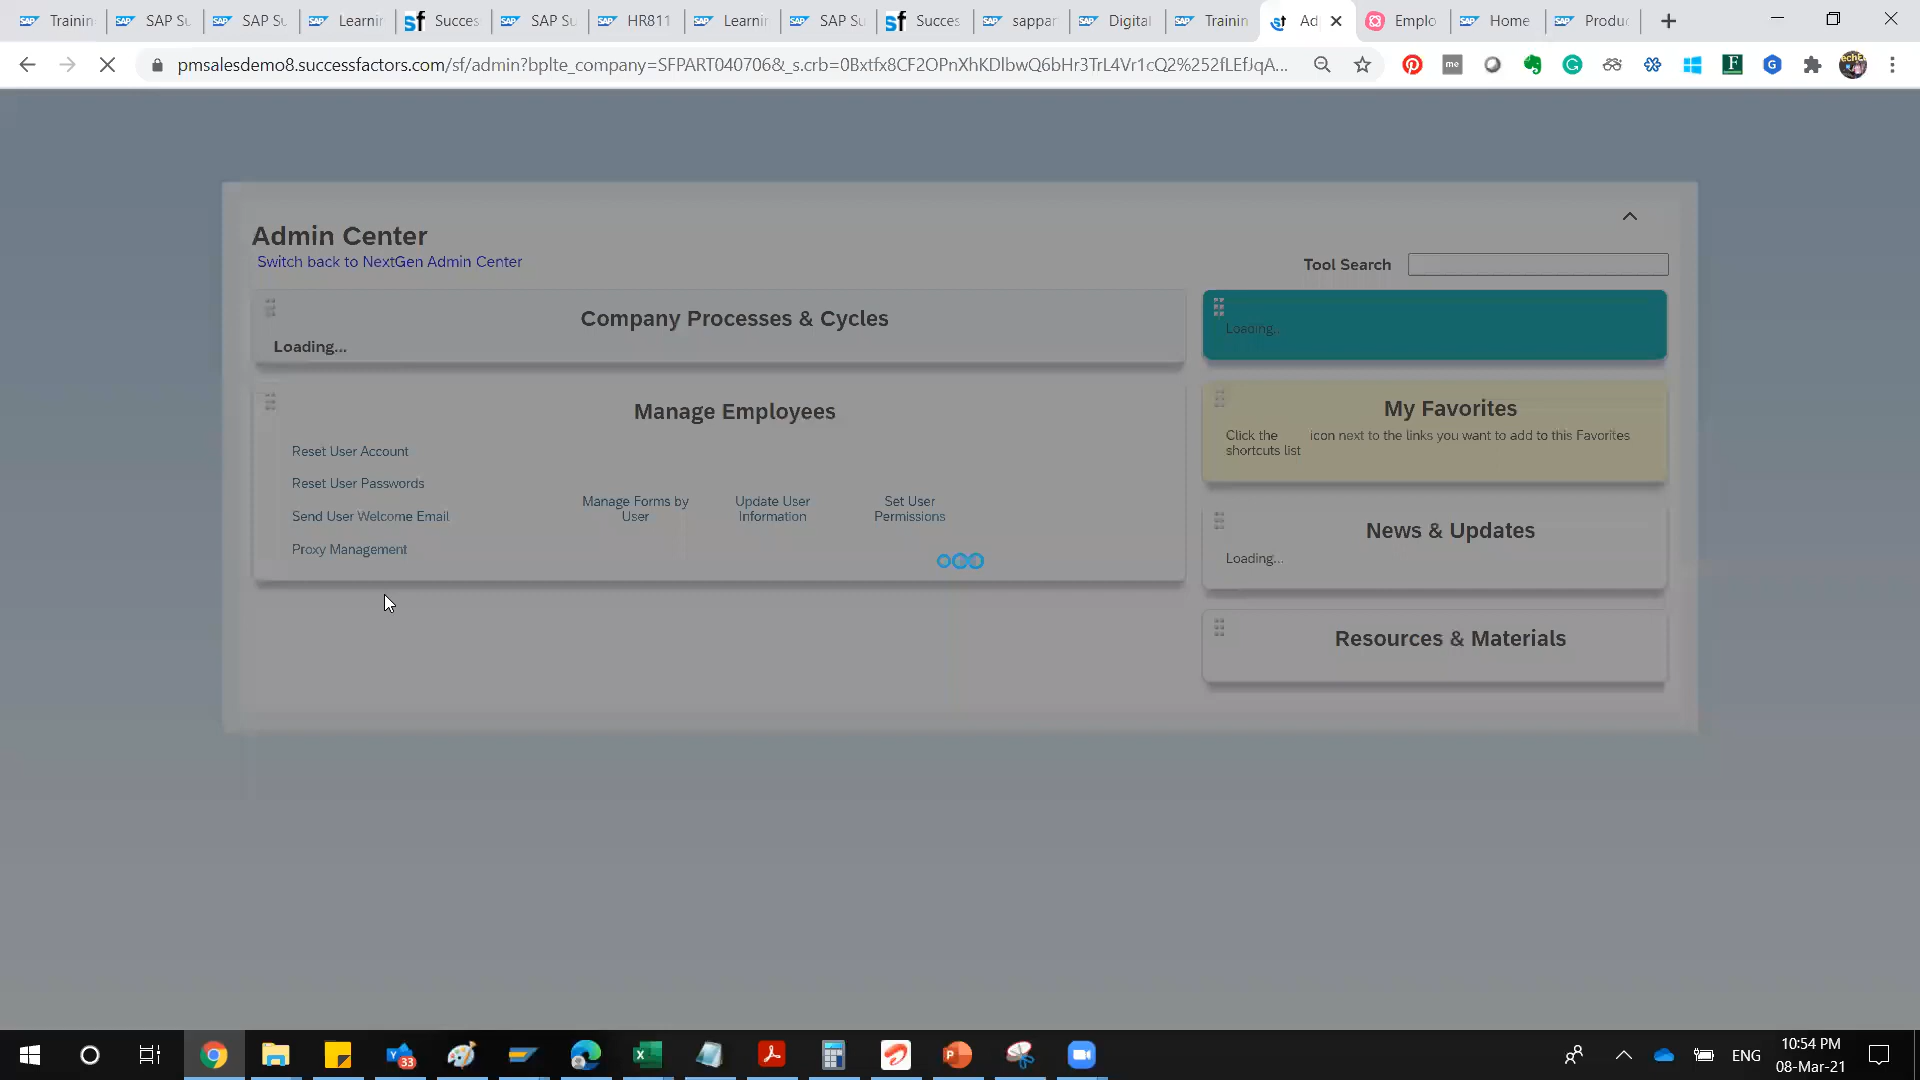 Trainin
SAP Su
SAP Su
Learnin
Succes
SAP Su
HR811
Learnin
SAP Su
Succes
sappar
Digital
Trainin
Ad
Emplo
Home
Produc
pmsalesdemo8.successfactors.com/sf/admin?bplte_company=SFPART040706&_s.crb=0Bxtfx8CF2OPnXhKDlbwQ6bHr3TrL4Vr1cQ2%252fLEfJqA...
Admin Center
Switch back to NextGen Admin Center
Tool Search
Company Processes & Cycles
Loading...
Loading...
Manage Employees
Reset User Account
Reset User Passwords
Send User Welcome Email
Proxy Management
Manage Forms by
User
Update User
Information
Set User
Permissions
My Favorites
Click the icon next to the links you want to add to this Favorites
shortcuts list
News & Updates
Loading...
Resources & Materials
33
ENG
10:54 PM
08-Mar-21